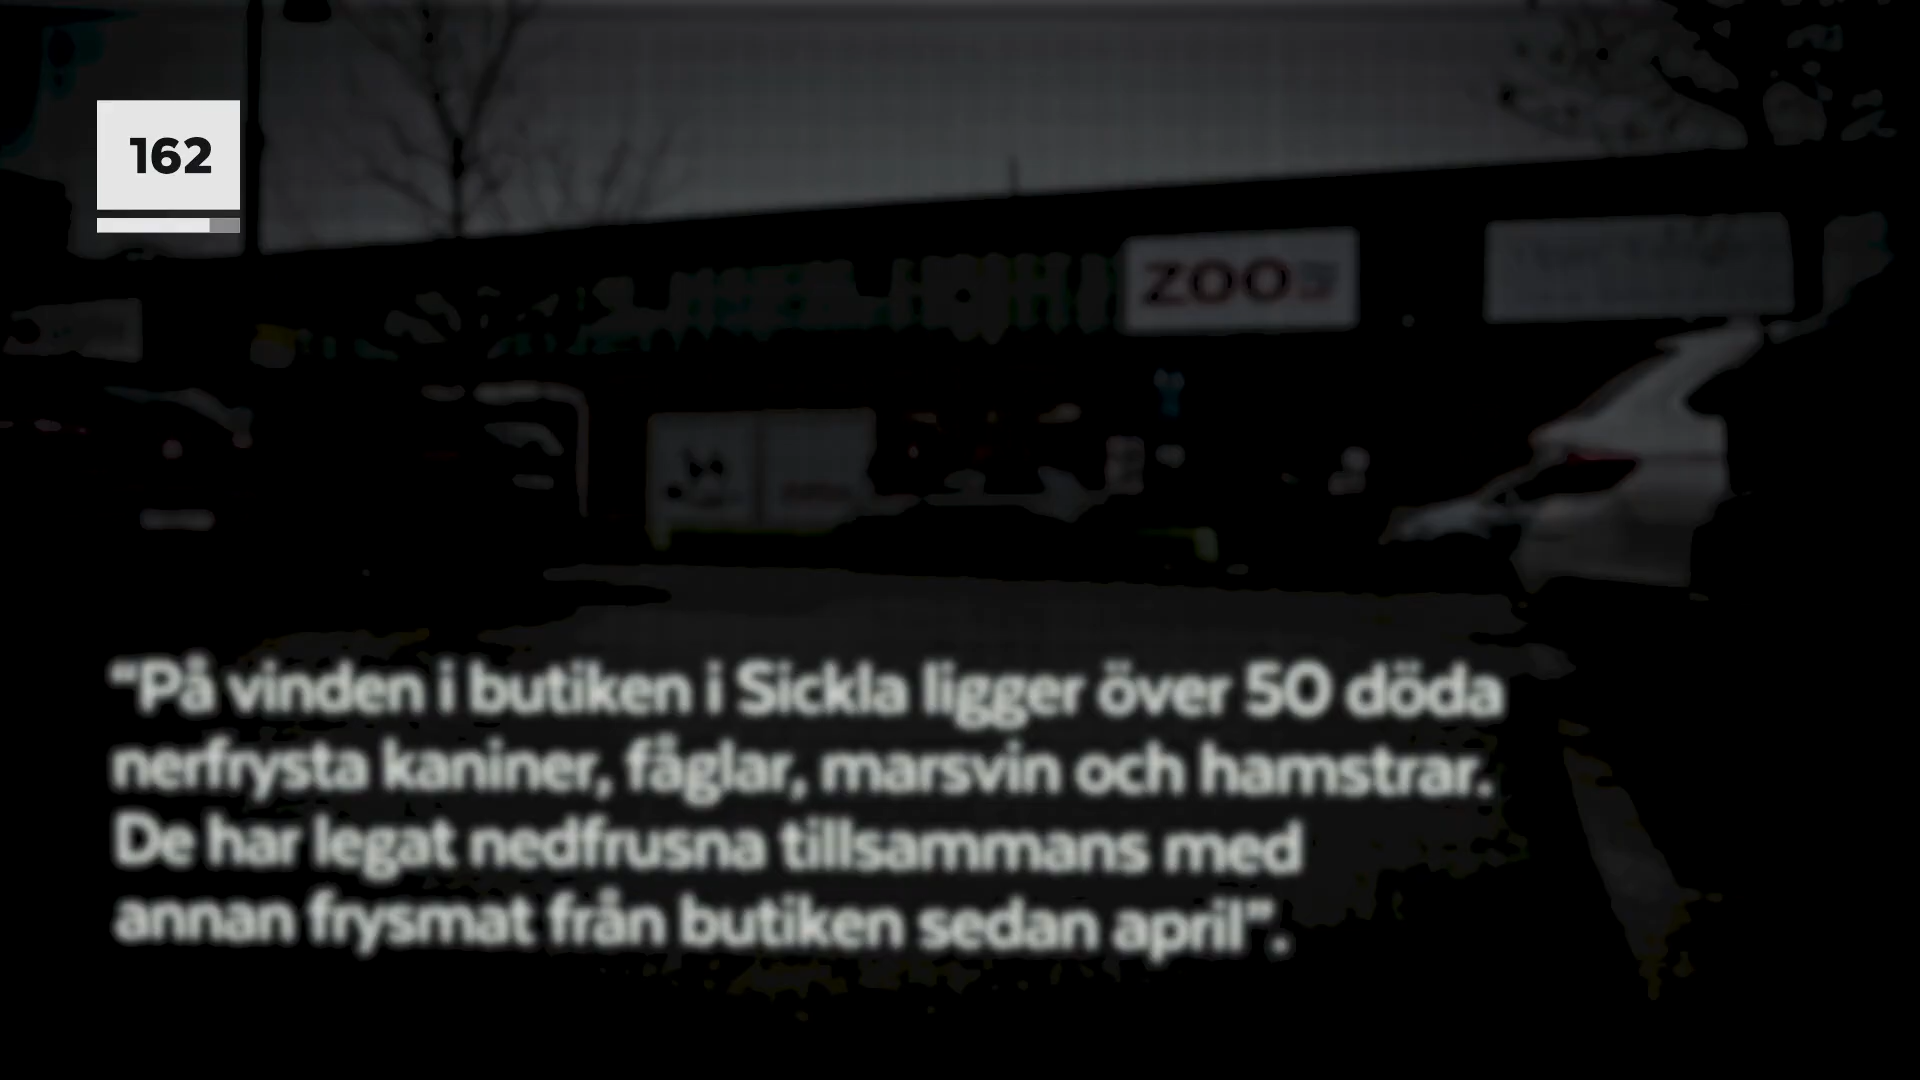 162
ZOO
“På vinden i butiken i Sickla ligger över 50 döda
nerfrysta kaniner, fåglar, marsvin och hamstrar.
De har legat nedfrusna tillsammans med
annan frysmat från butiken sedan april”.